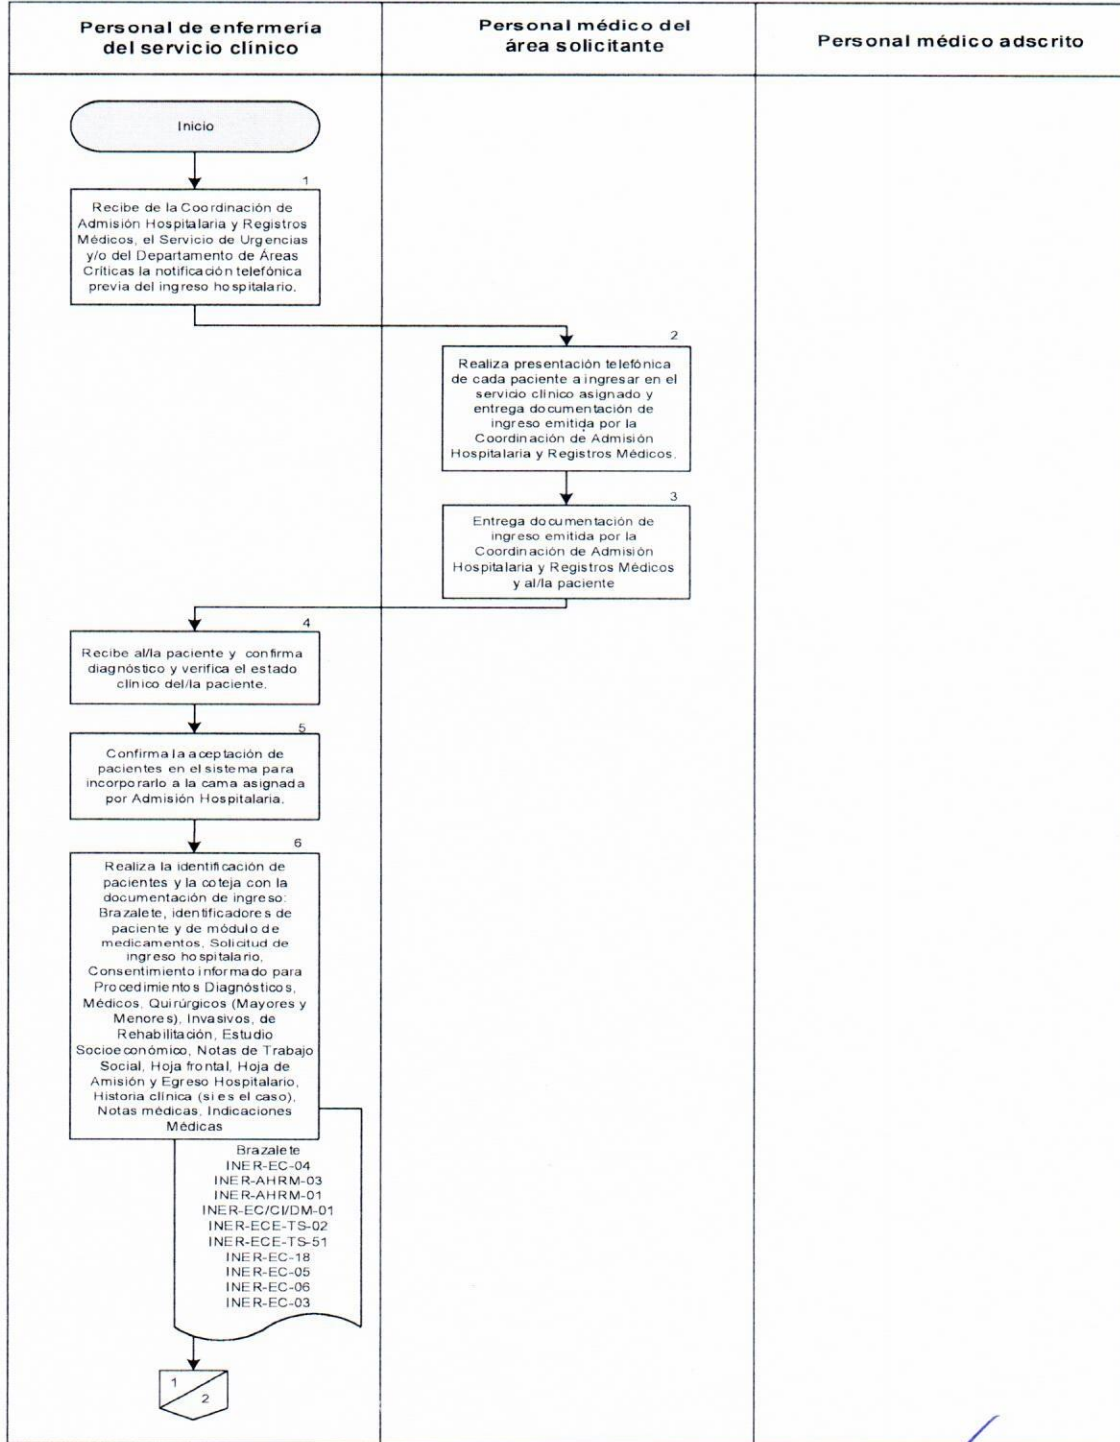 Personal de enfermería
del servicio clínico
Personal médico del
área solicitante
Personal médico adscrito
Inicio
1
Recibe de la Coordinación de
Admisión Hospitalaria y Registros
Médicos, el Servicio de Urgencias
y/o del Departamento de Áreas
Críticas la notificación telefónica
previa del ingreso hospitalario.
2
Realiza presentación telefónica
de cada paciente a ingresar en el
servicio clínico asignado y
entrega documentación de
ingreso emitida por la
Coordinación de Admisión
Hospitalaria y Registros Médicos.
3
Entrega documentación de
ingreso emitida por la
Coordinación de Admisión
Hospitalaria y Registros Médicos
y al/la paciente
4
Recibe al/la paciente y confirma
diagnóstico y verifica el estado
clínico del/la paciente.
5
Confirma la aceptación de
pacientes en el sistema para
incorporarlo a la cama asignada
por Admisión Hospitalaria.
6
Realiza la identificación de
pacientes y la coteja con la
documentación de ingreso:
Brazalete, identificadores de
paciente y de módulo de
medicamentos, Solicitud de
ingreso hospitalario,
Consentimiento informado para
Procedimientos Diagnósticos,
Médicos, Quirúrgicos (Mayores y
Menores), Invasivos, de
Rehabilitación, Estudio
Socioeconómico, Notas de Trabajo
Social, Hoja frontal, Hoja de
Amisión y Egreso Hospitalario,
Historia clínica (si es el caso),
Notas médicas, Indicaciones
Médicas
Brazalete
INER-EC-04
INER-AHRM-03
INER-AHRM-01
INER-EC/CI/DM-01
INER-ECE-TS-02
INER-ECE-TS-51
INER-EC-18
INER-EC-05
INER-EC-06
INER-EC-03
1
2